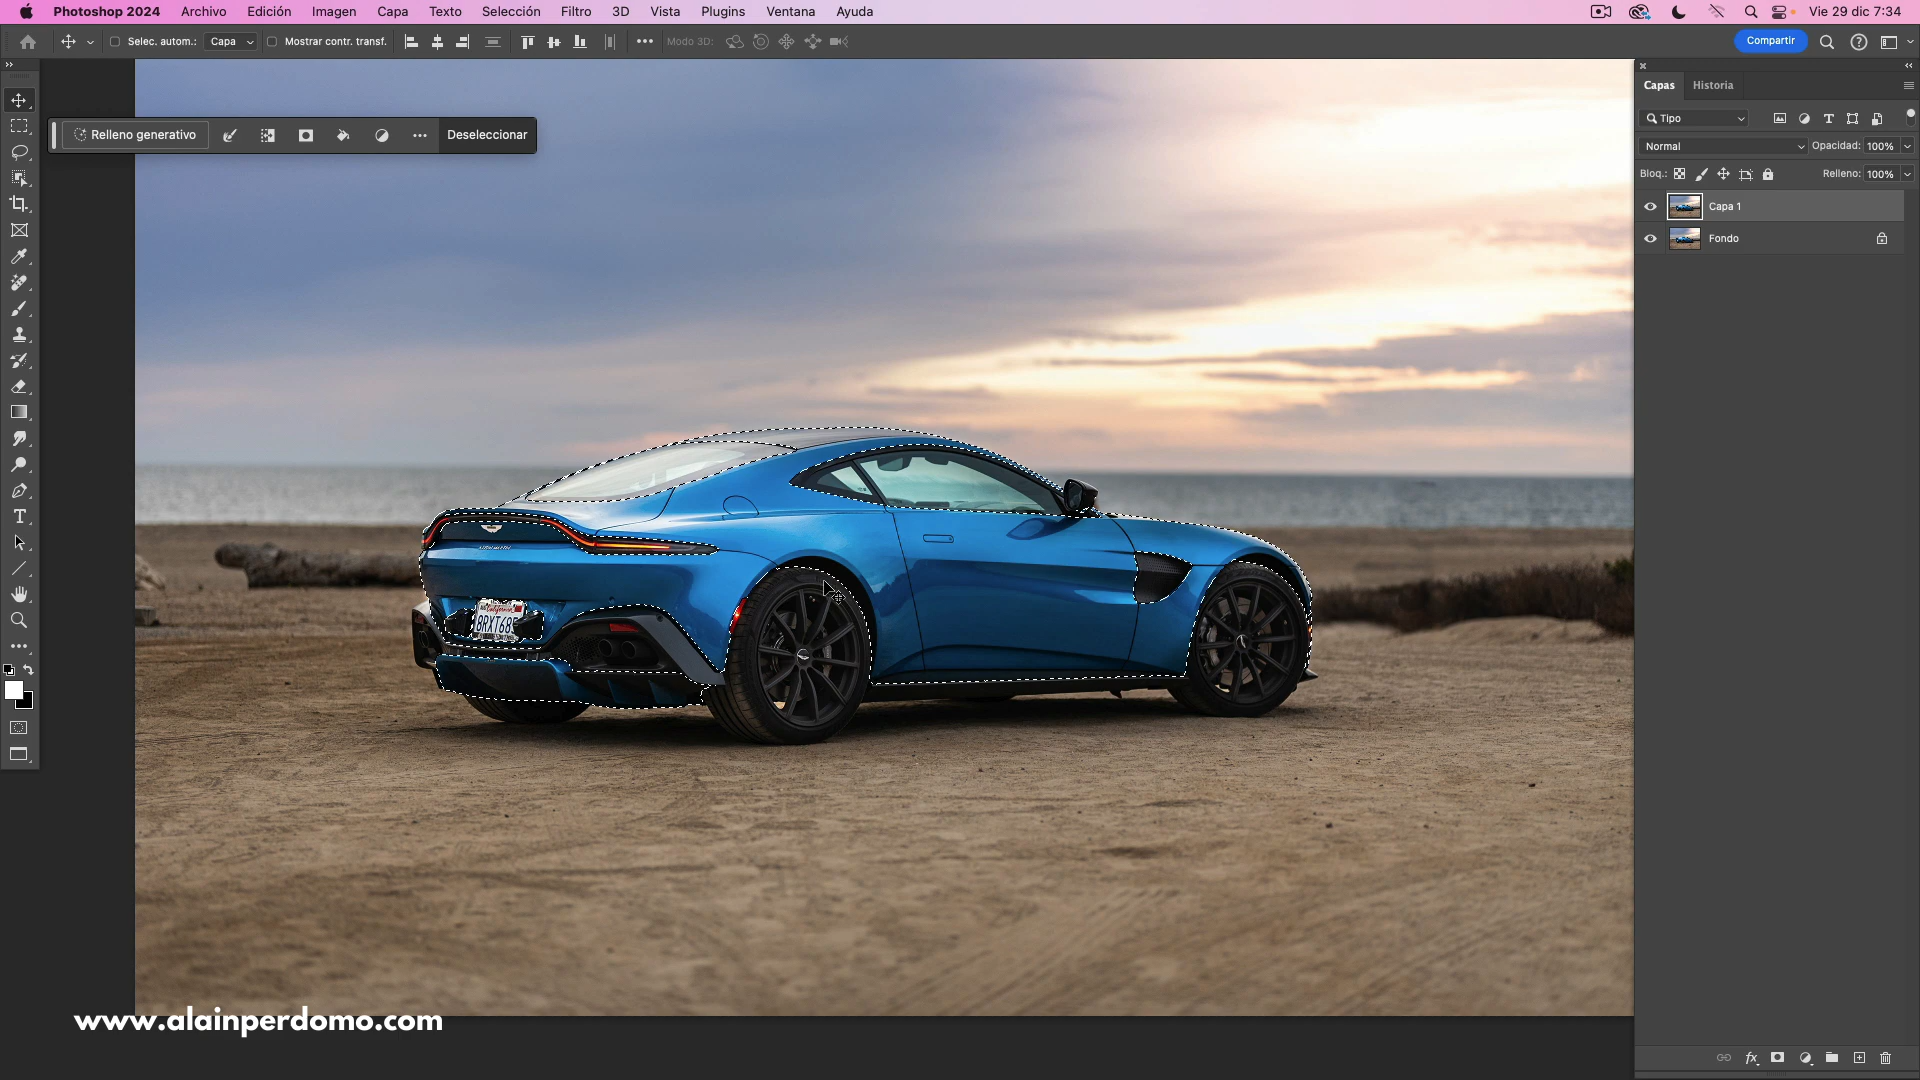 Photoshop 2024 Archivo Edición Imagen Capa Texto Selección Filtro 3D Vista Plugins Ventana Ayuda Vie 29 dic 7:34
Selec. autom.: Capa Mostrar contr. transf. Modo 3D: Compartir
Capas Historia
Relleno generativo Deseleccionar
Tipo
Normal Opacidad: 100%
Bloq.: Relleno: 100%
Capa 1
Fondo
California
8RXT685
www.alainperdomo.com